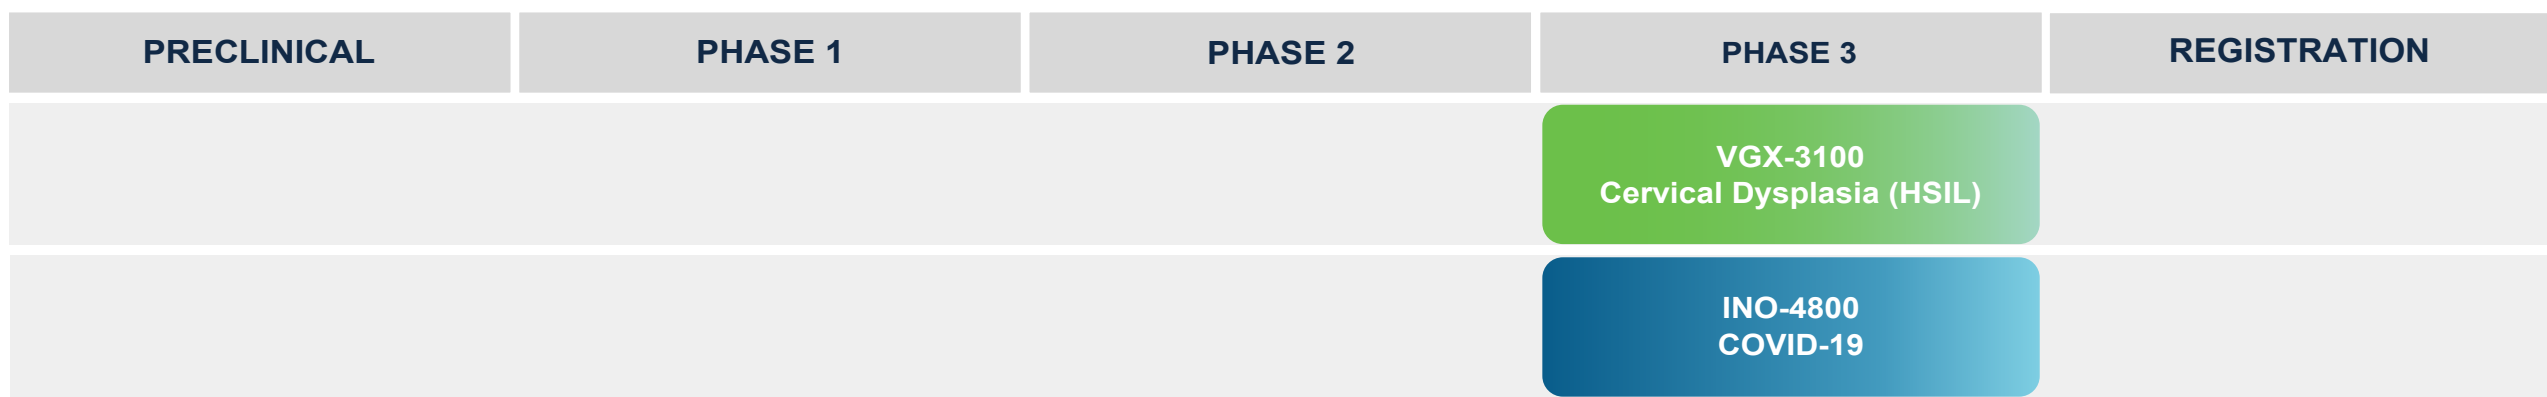 PRECLINICAL
PHASE 1
PHASE 2
PHASE 3
REGISTRATION
VGX-3100
Cervical Dysplasia (HSIL)
INO-4800
COVID-19